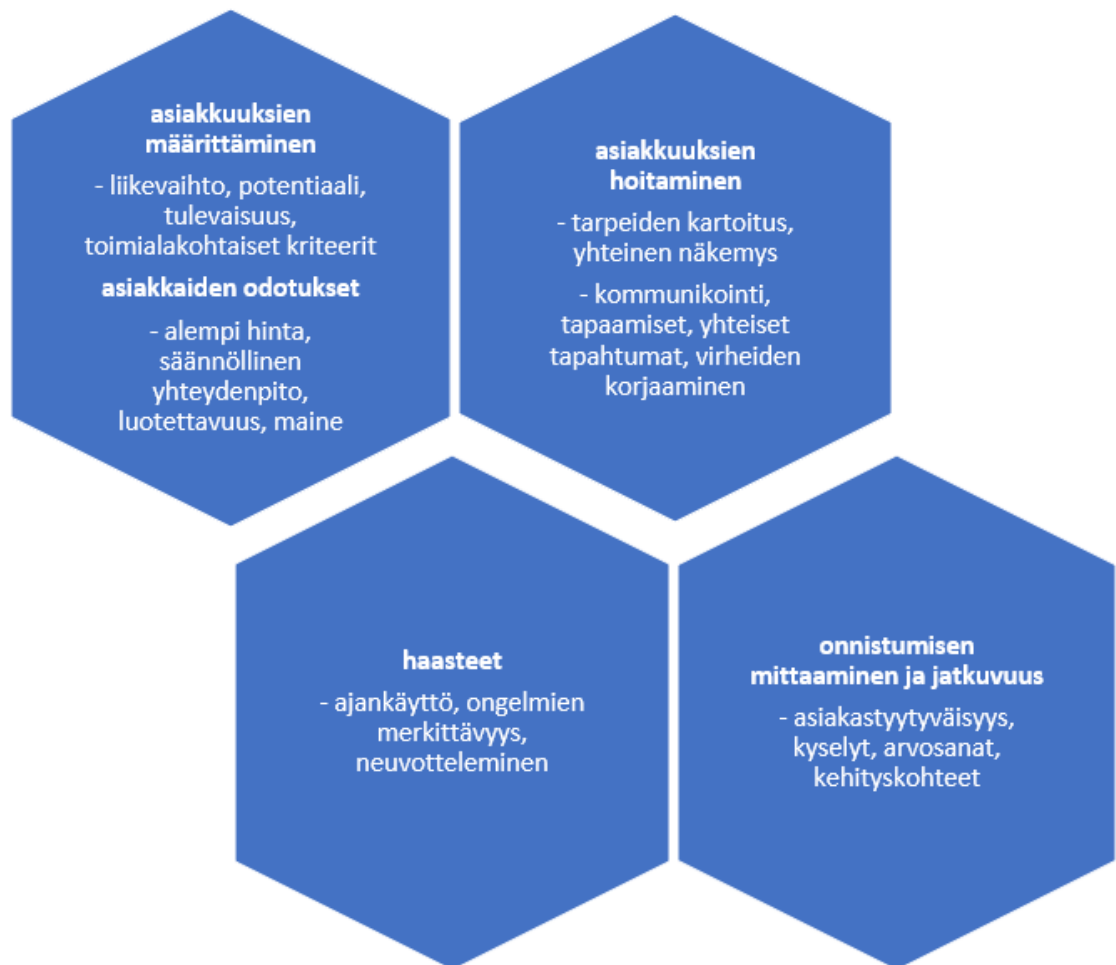 asiakkuuksien
määrittäminen
- liikevaihto, potentiaali,
tulevaisuus,
toimialakohtaiset kriteerit
asiakkaiden odotukset
- alempi hinta,
säännöllinen
yhteydenpito,
luotettavuus, maine
asiakkuuksien
hoitaminen
- tarpeiden kartoitus,
yhteinen näkemys
- kommunikointi,
tapaamiset, yhteiset
tapahtumat, virheiden
korjaaminen
haasteet
- ajankäyttö, ongelmien
merkittävyys,
neuvotteleminen
onnistumisen
mittaaminen ja jatkuvuus
- asiakastyytyväisyys,
kyselyt, arvosanat,
kehityskohteet